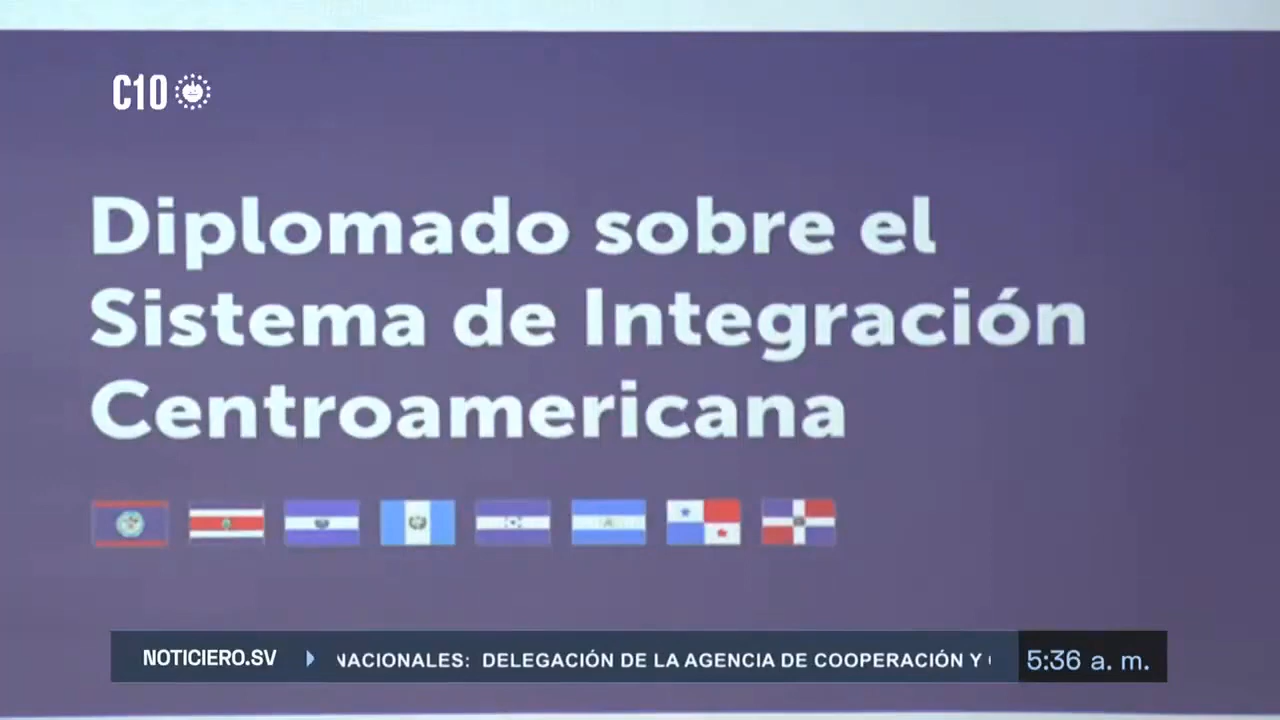 C10
Diplomado sobre el
Sistema de Integración
Centroamericana
NOTICIERO.SV
NACIONALES: DELEGACIÓN DE LA AGENCIA DE COOPERACIÓN Y
5:36 a. m.